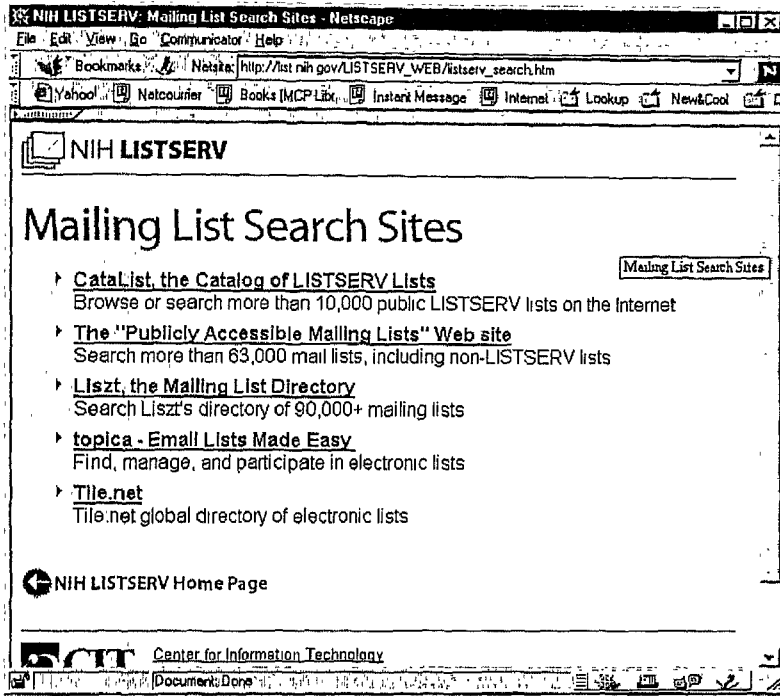 NIH LISTSERV: Mailing List Search Sites - Netscape
File Edit View Go Communicator Help
Bookmarks Netsite: http://list.nih.gov/LISTSERV_WEB/listserv_search.htm
Yahoo! Netcourier Books [MCP Libr. Instant Message Internet Lookup New&Cool
NIH LISTSERV
Mailing List Search Sites
Mailing List Search Sites
CataList, the Catalog of LISTSERV Lists
Browse or search more than 10,000 public LISTSERV lists on the Internet
The "Publicly Accessible Mailing Lists" Web site
Search more than 63,000 mail lists, including non-LISTSERV lists
Liszt, the Mailing List Directory
Search Liszt's directory of 90,000+ mailing lists
topica - Email Lists Made Easy
Find, manage, and participate in electronic lists
Tile.net
Tile.net global directory of electronic lists
NIH LISTSERV Home Page
CIT Center for Information Technology
Document: Done